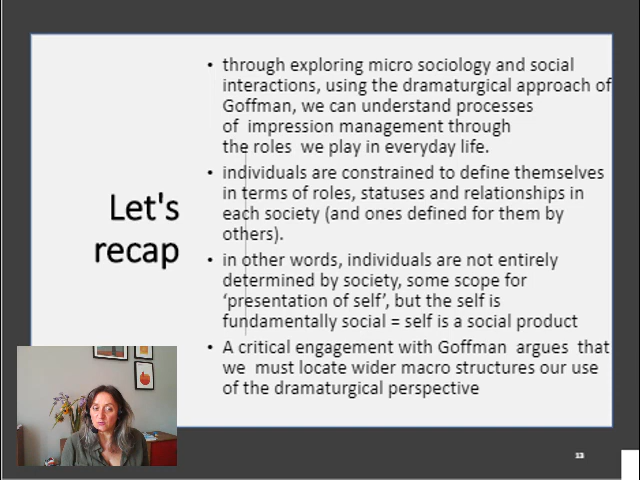 Let's
recap
• through exploring micro sociology and social
interactions, using the dramaturgical approach of
Goffman, we can understand processes
of impression management through
the roles we play in everyday life.
• individuals are constrained to define themselves
in terms of roles, statuses and relationships in
each society (and ones defined for them by
others).
• in other words, individuals are not entirely
determined by society, some scope for
‘presentation of self’, but the self is
fundamentally social = self is a social product
• A critical engagement with Goffman argues that
we must locate wider macro structures our use
of the dramaturgical perspective
13